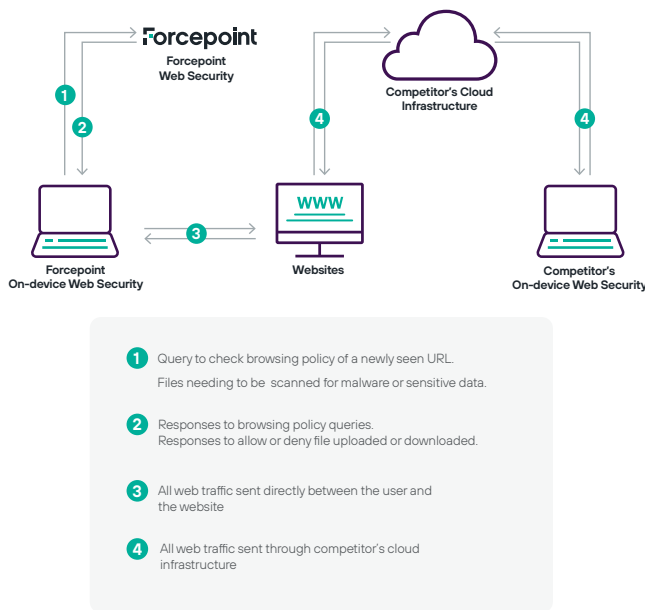 Forcepoint
Forcepoint
Web Security
Competitor's Cloud
Infrastructure
1
2
4
4
WWW
3
Forcepoint
On-device Web Security
Websites
Competitor's
On-device Web Security
1 Query to check browsing policy of a newly seen URL.
Files needing to be scanned for malware or sensitive data.
2 Responses to browsing policy queries.
Responses to allow or deny file uploaded or downloaded.
3 All web traffic sent directly between the user and
the website
4 All web traffic sent through competitor's cloud
infrastructure